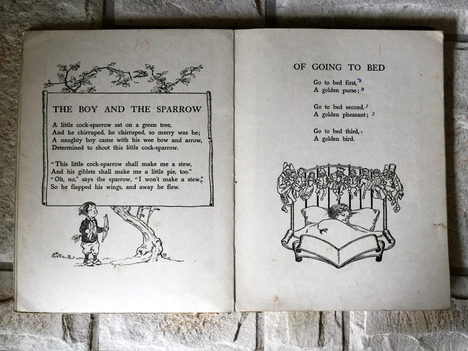 THE BOY AND THE SPARROW
A little cock-sparrow sat on a green tree,
And he chirruped, he chirruped, so merry was he;
A naughty boy came with his wee bow and arrow,
Determined to shoot this little cock-sparrow.
"This little cock-sparrow shall make me a stew,
And his giblets shall make me a little pie, too."
"Oh, no," says the sparrow, "I won't make a stew,"
So he flapped his wings, and away he flew.
OF GOING TO BED
Go to bed first,
A golden purse;
Go to bed second,
A golden pheasant;
Go to bed third,
A golden bird.